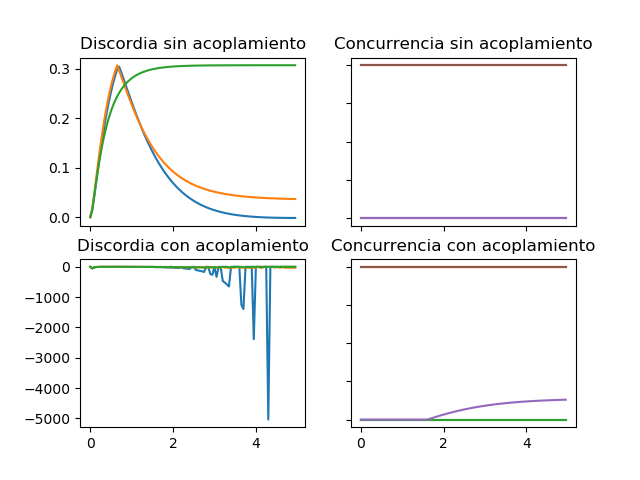 Discordia sin acoplamiento
Concurrencia sin acoplamiento
0.3
0.2
0.1
0.0
Discordia con acoplamiento
Concurrencia con acoplamiento
0
−1000
−2000
−3000
−4000
−5000
0 2 4
0 2 4